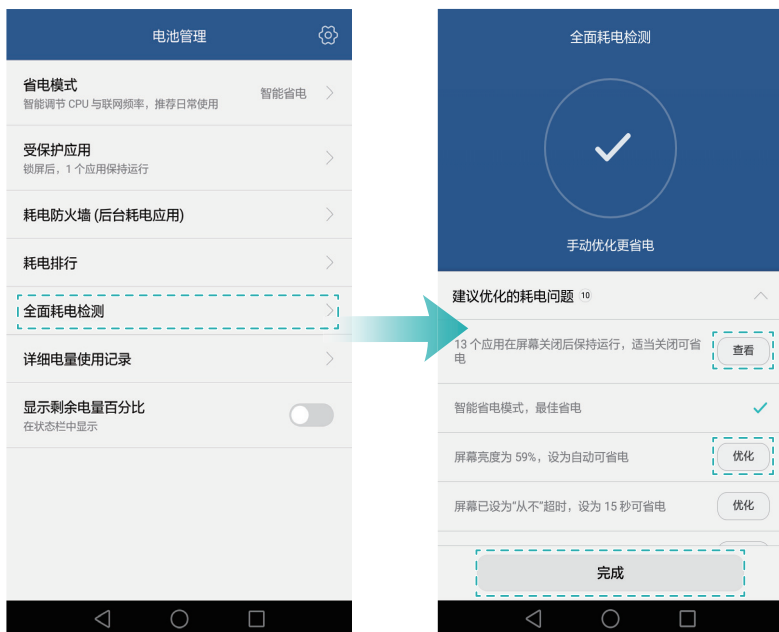 电池管理
省电模式
智能调节 CPU 与联网频率，推荐日常使用
智能省电
受保护应用
锁屏后，1 个应用保持运行
耗电防火墙 (后台耗电应用)
耗电排行
全面耗电检测
详细电量使用记录
显示剩余电量百分比
在状态栏中显示
全面耗电检测
手动优化更省电
建议优化的耗电问题 10
13 个应用在屏幕关闭后保持运行，适当关闭可省
电
查看
智能省电模式，最佳省电
屏幕亮度为 59%，设为自动可省电
优化
屏幕已设为“从不”超时，设为 15 秒可省电
优化
完成